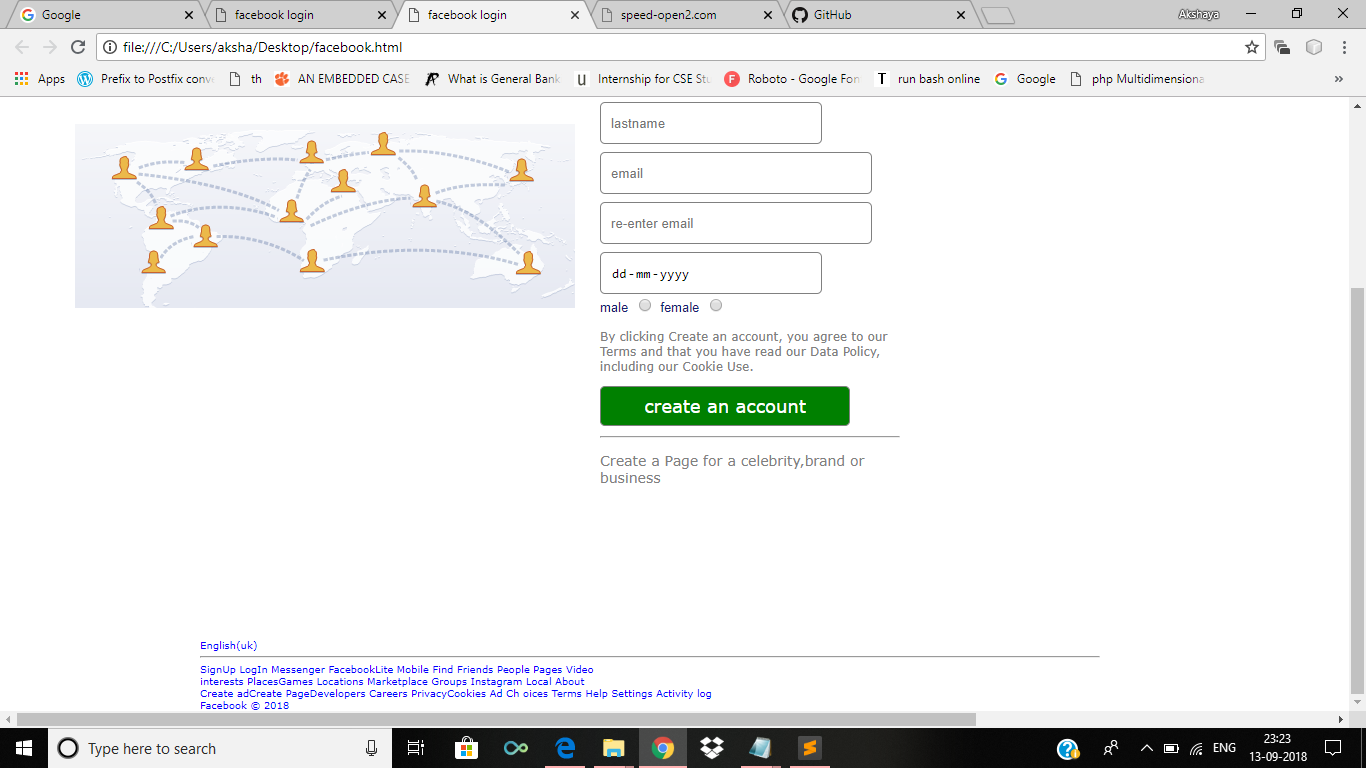 Google
facebook login
facebook login
speed-open2.com
GitHub
Akshaya
file:///C:/Users/aksha/Desktop/facebook.html
Apps
Prefix to Postfix conv
th
AN EMBEDDED CASE
What is General Bank
Internship for CSE Stu
Roboto - Google Fon
run bash online
Google
php Multidimensiona
lastname
email
re-enter email
dd-mm-yyyy
male female
By clicking Create an account, you agree to our
Terms and that you have read our Data Policy,
including our Cookie Use.
create an account
Create a Page for a celebrity,brand or
business
English(uk)
SignUp LogIn Messenger FacebookLite Mobile Find Friends People Pages Video
interests PlacesGames Locations Marketplace Groups Instagram Local About
Create adCreate PageDevelopers Careers PrivacyCookies Ad Ch oices Terms Help Settings Activity log
Facebook © 2018
Type here to search
ENG
23:23
13-09-2018